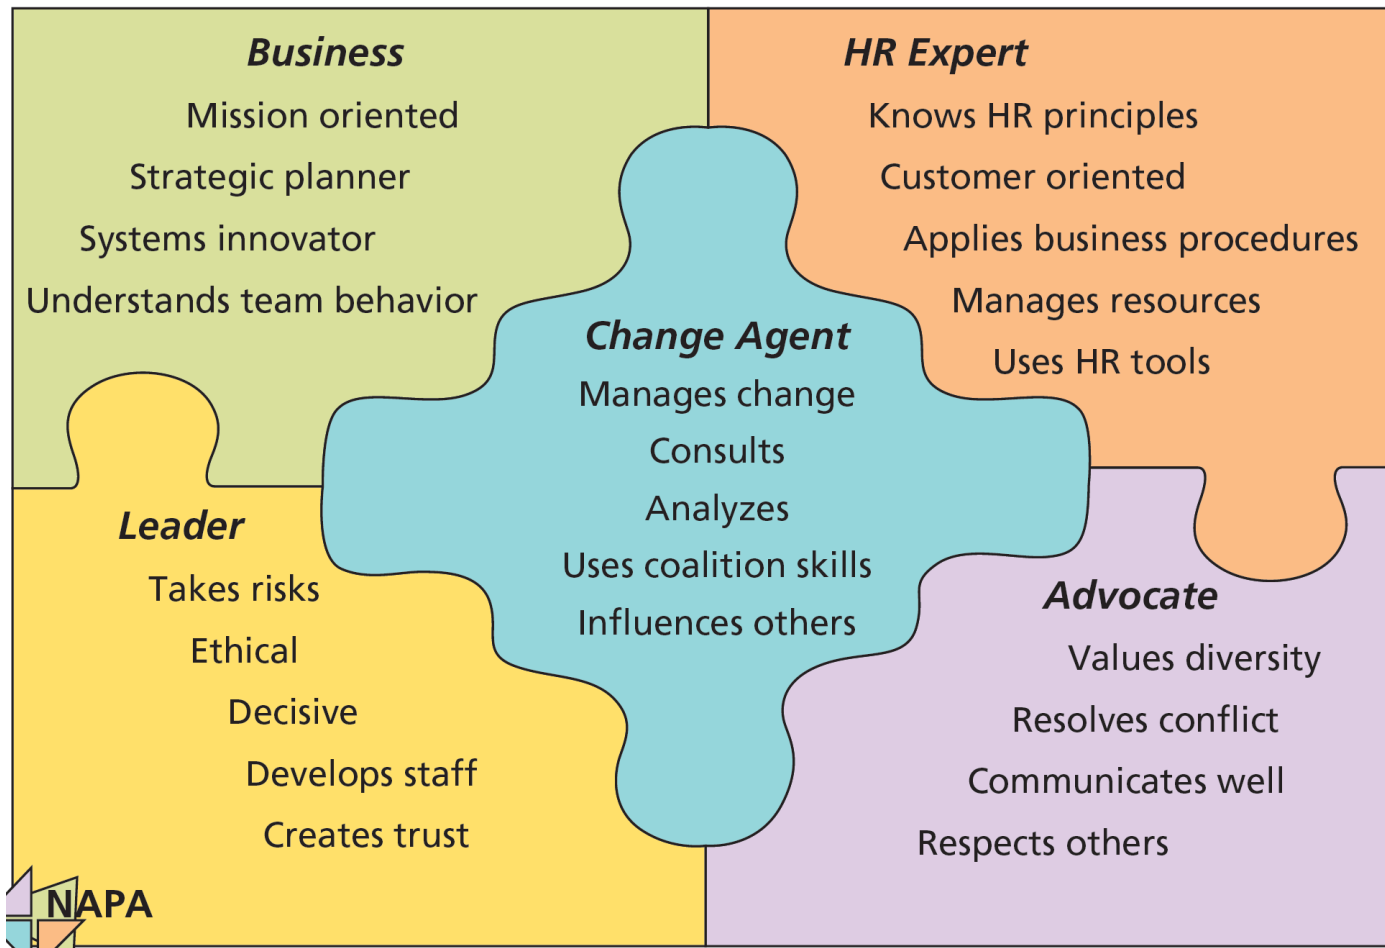 Business
Mission oriented
Strategic planner
Systems innovator
Understands team behavior
HR Expert
Knows HR principles
Customer oriented
Applies business procedures
Manages resources
Uses HR tools
Change Agent
Manages change
Consults
Analyzes
Uses coalition skills
Influences others
Leader
Takes risks
Ethical
Decisive
Develops staff
Creates trust
Advocate
Values diversity
Resolves conflict
Communicates well
Respects others
NAPA